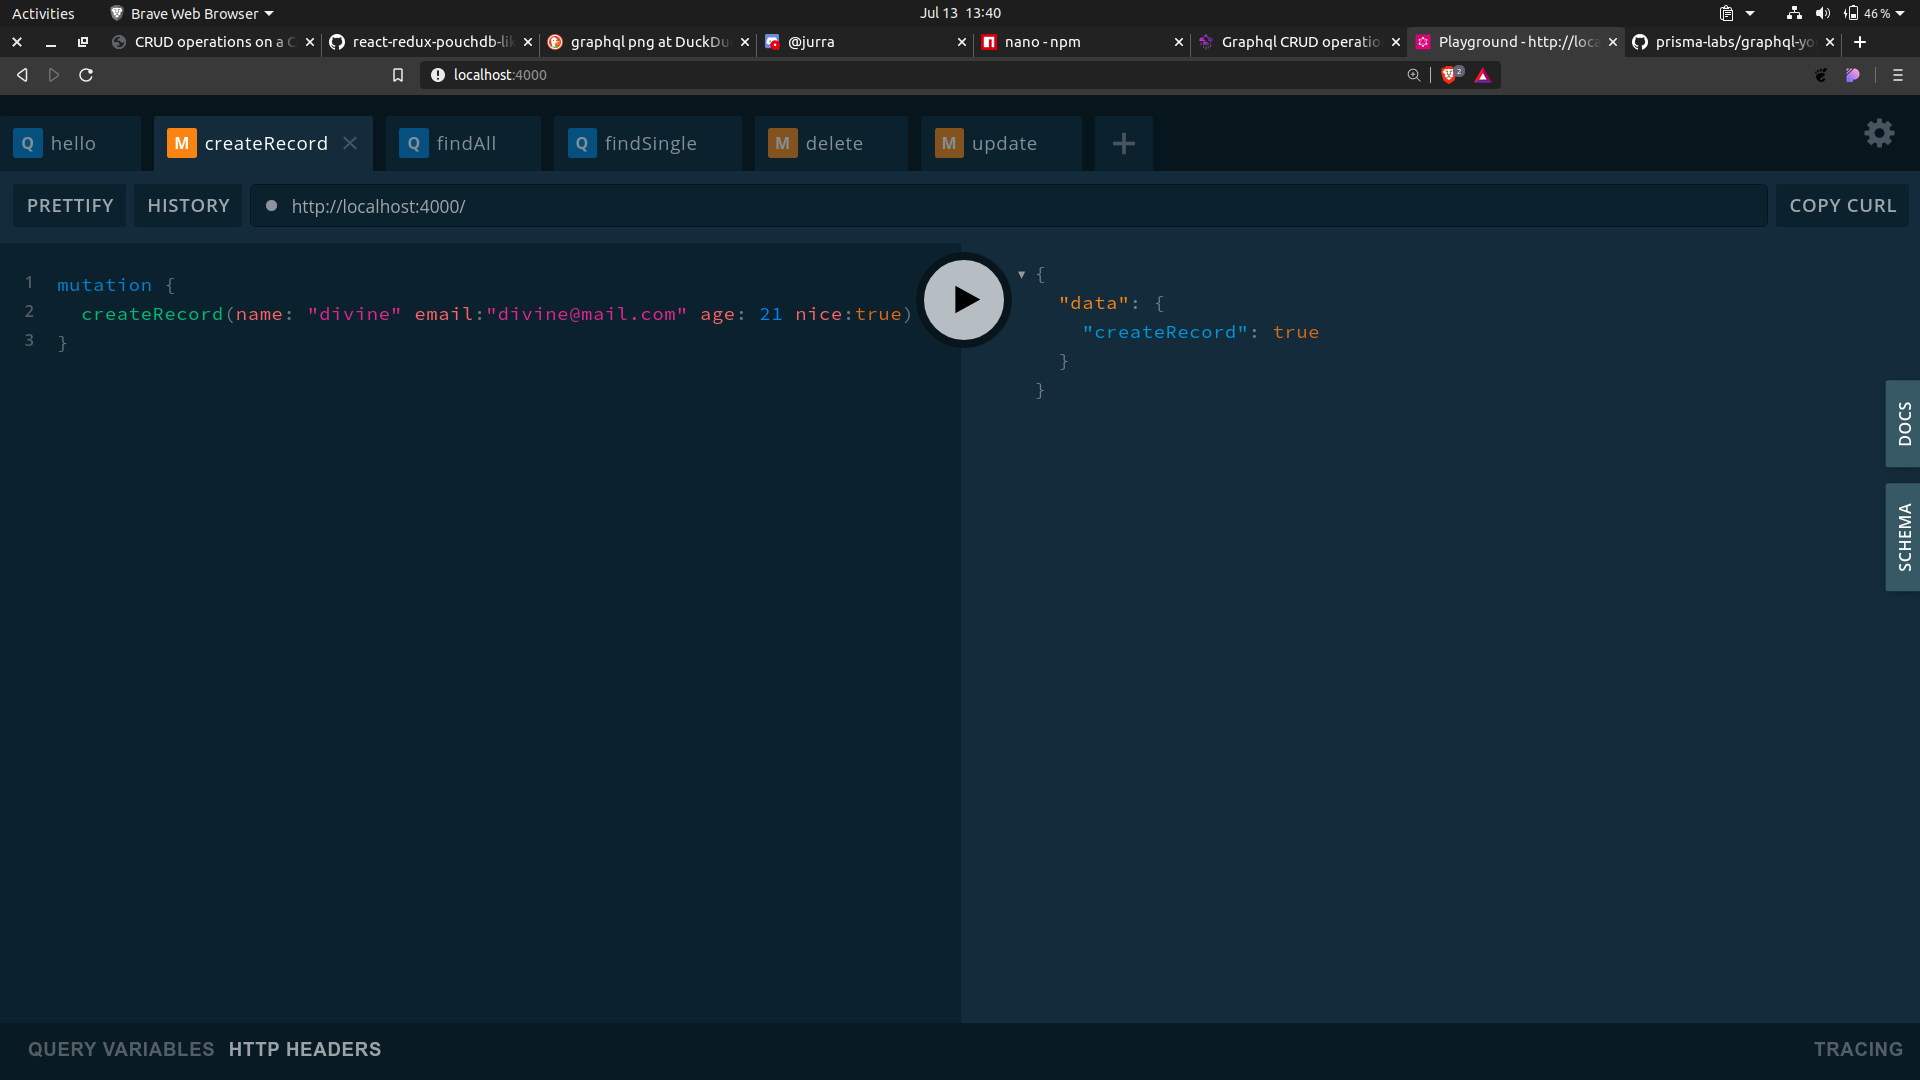 Activities Brave Web Browser Jul 13 13:40 46 %
CRUD operations on a C react-redux-pouchdb-lik graphql png at DuckDu @jurra nano - npm Graphql CRUD operatio Playground - http://loca prisma-labs/graphql-yo
localhost:4000 2
Q hello M createRecord Q findAll Q findSingle M delete M update
PRETTIFY HISTORY http://localhost:4000/ COPY CURL
1 mutation {
2 createRecord(name: "divine" email:"divine@mail.com" age: 21 nice:true)
3 }
{
"data": {
"createRecord": true
}
}
DOCS
SCHEMA
QUERY VARIABLES HTTP HEADERS TRACING